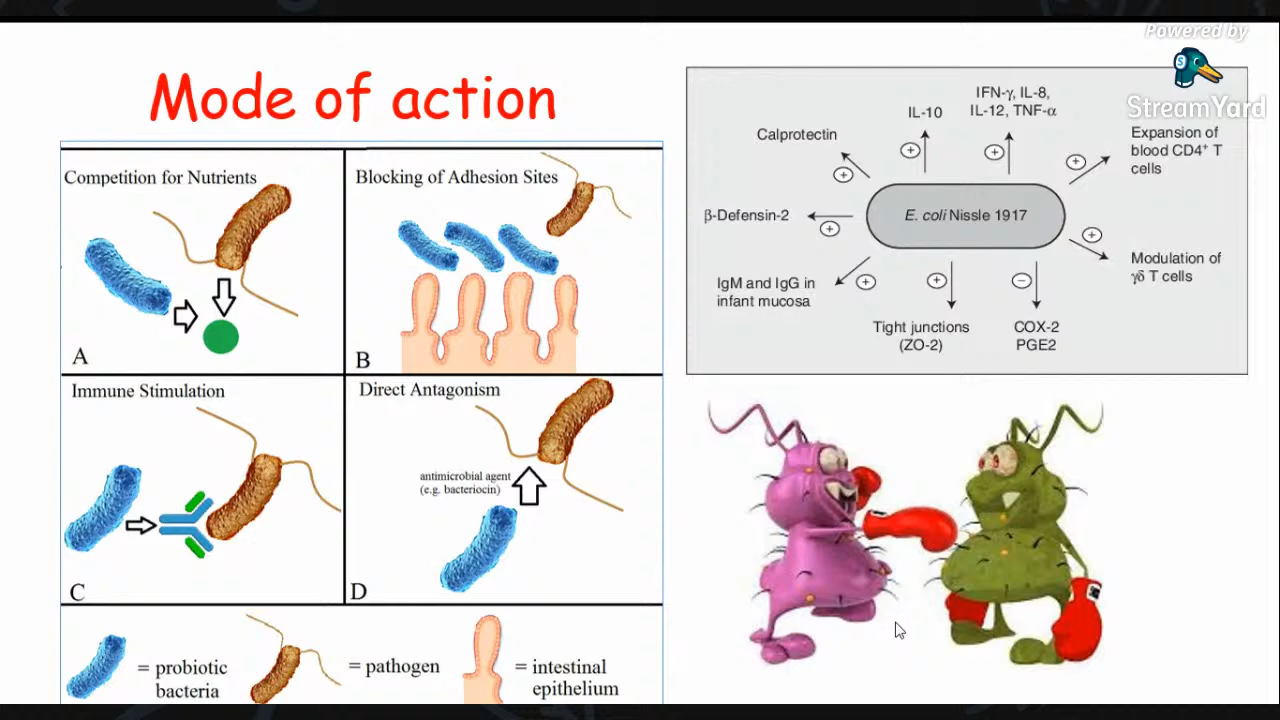 Powered by
StreamYard
Mode of action
Competition for Nutrients
A
Blocking of Adhesion Sites
B
Immune Stimulation
C
Direct Antagonism
antimicrobial agent
(e.g. bacteriocin)
D
= probiotic
bacteria
= pathogen
= intestinal
epithelium
Calprotectin
IL-10
IFN-γ, IL-8,
IL-12, TNF-α
Expansion of
blood CD4⁺ T
cells
β-Defensin-2
E. coli Nissle 1917
Modulation of
γδ T cells
IgM and IgG in
infant mucosa
Tight junctions
(ZO-2)
COX-2
PGE2